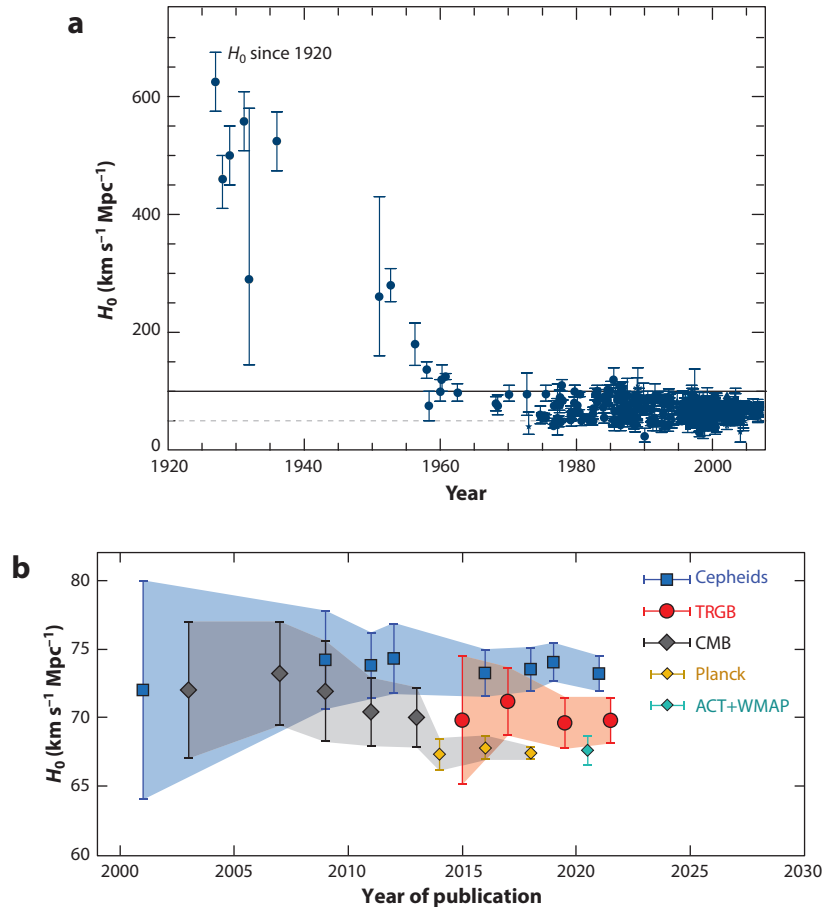 a
H₀ since 1920
600
400
200
0
H₀ (km s⁻¹ Mpc⁻¹)
1920 1940 1960 1980 2000
Year
b
80
75
70
65
60
H₀ (km s⁻¹ Mpc⁻¹)
Cepheids
TRGB
CMB
Planck
ACT+WMAP
2000 2005 2010 2015 2020 2025 2030
Year of publication